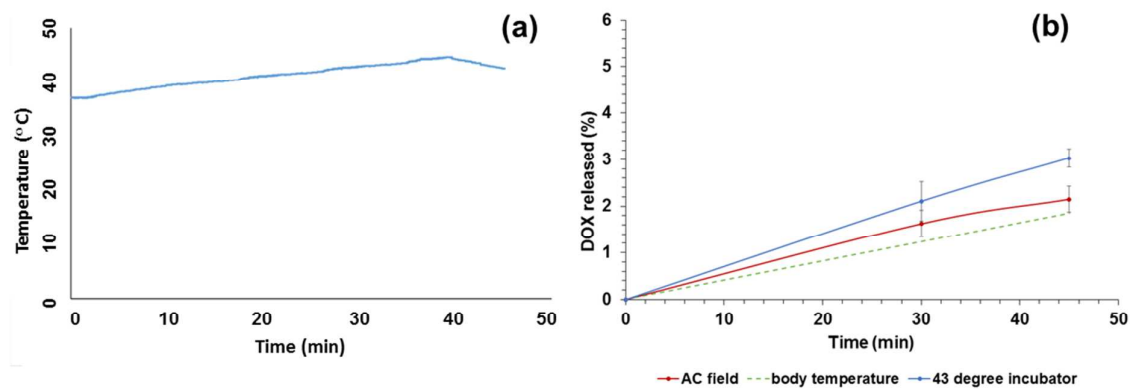 (a)
50
40
30
20
10
0
Temperature (°C)
0 10 20 30 40 50
Time (min)
(b)
6
5
4
3
2
1
0
DOX released (%)
0 10 20 30 40 50
Time (min)
AC field body temperature 43 degree incubator